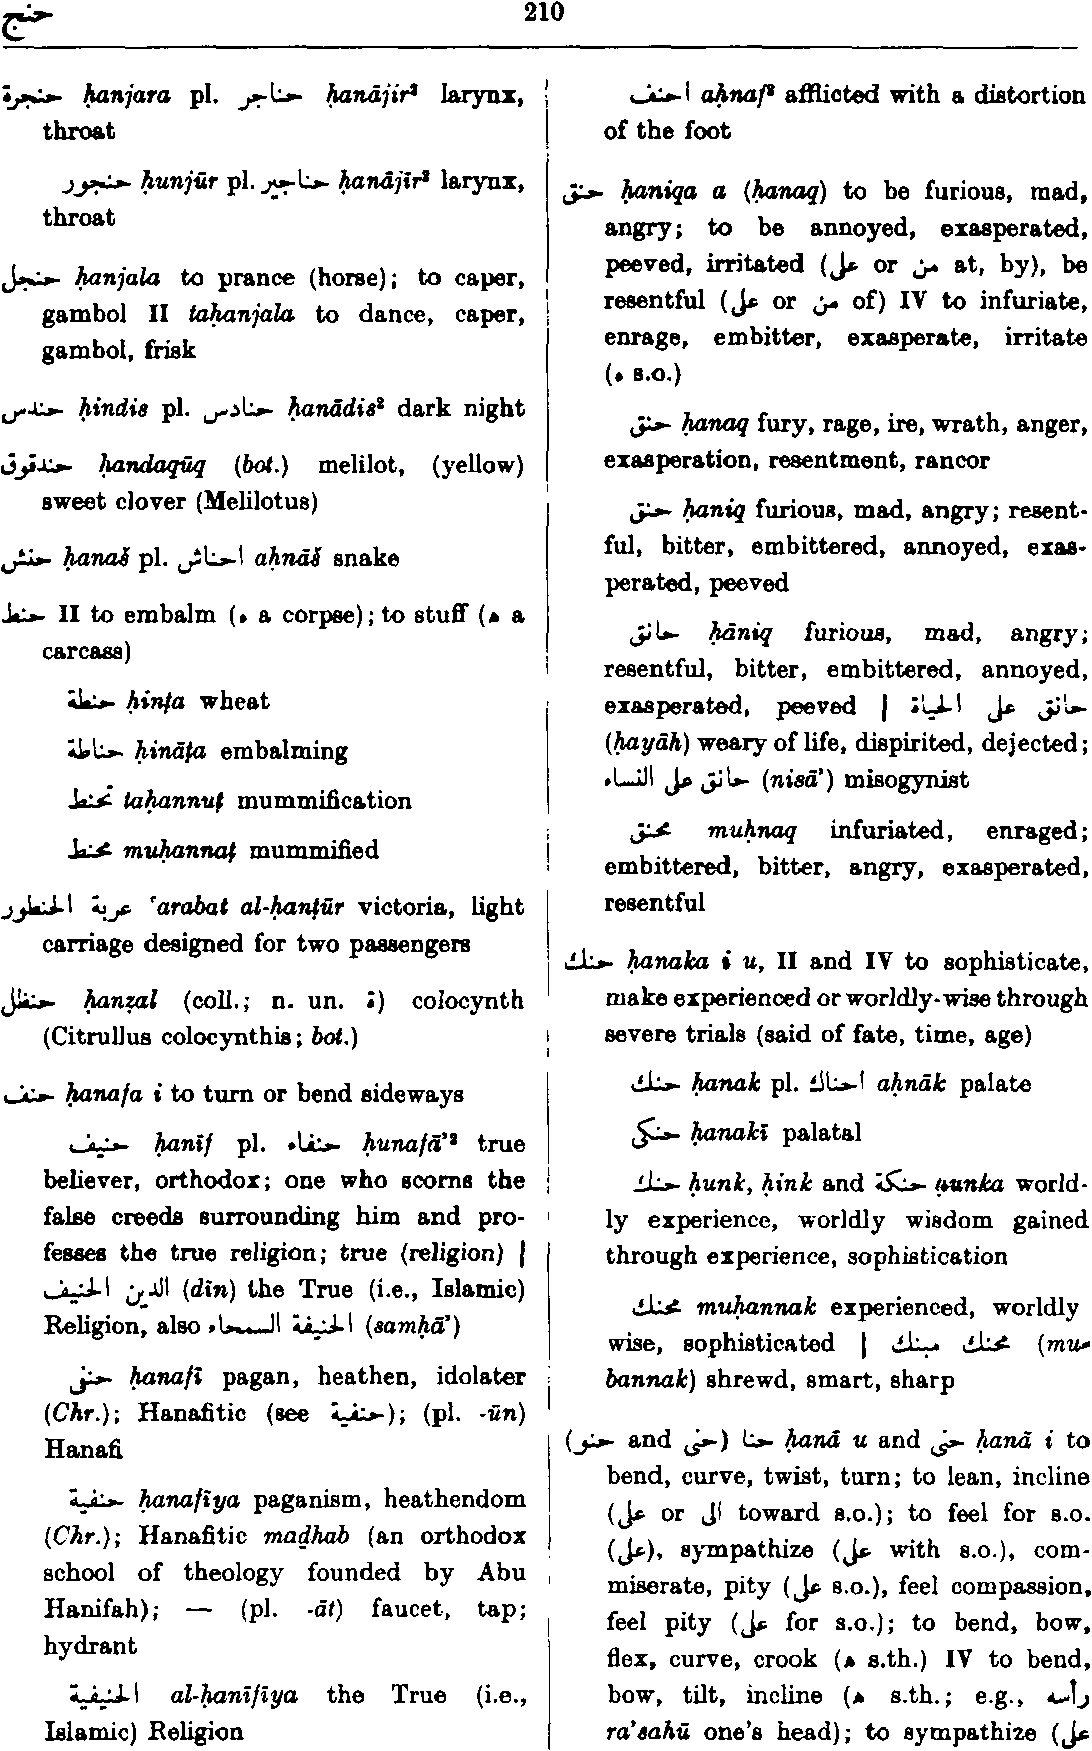 حنج
210
حنجرة ḥanjara pl. حناجر ḥanājir² larynx,
throat
حنجور ḥunjūr pl. حناجير ḥanājīr² larynx,
throat
حنجل ḥanjala to prance (horse); to caper,
gambol II taḥanjala to dance, caper,
gambol, frisk
حندس ḥindis pl. حنادس ḥanādis² dark night
حندقوق ḥandaqūq (bot.) melilot, (yellow)
sweet clover (Melilotus)
حنش ḥanaš pl. احناش aḥnāš snake
حنط II to embalm (ه a corpse); to stuff (ه a
carcass)
حنطة ḥinṭa wheat
حناطة ḥināṭa embalming
تحنط taḥannuṭ mummification
محنط muḥannaṭ mummified
عربة الحنطور ʿarabat al-ḥanṭūr victoria, light
carriage designed for two passengers
حنظل ḥanẓal (coll.; n. un. ة) colocynth
(Citrullus colocynthis; bot.)
حنف ḥanafa i to turn or bend sideways
حنيف ḥanīf pl. حنفاء ḥunafāʾ² true
believer, orthodox; one who scorns the
false creeds surrounding him and pro-
fesses the true religion; true (religion) |
الدين الحنيف (dīn) the True (i.e., Islamic)
Religion, also الحنيفة السمحاء (samḥāʾ)
حنفى ḥanafī pagan, heathen, idolater
(Chr.); Hanafitic (see حنفية); (pl. -ūn)
Hanafi
حنفية ḥanafīya paganism, heathendom
(Chr.); Hanafitic maḏhab (an orthodox
school of theology founded by Abu
Hanifah); — (pl. -āt) faucet, tap;
hydrant
الحنيفية al-ḥanīfīya the True (i.e.,
Islamic) Religion
احنف aḥnaf² afflicted with a distortion
of the foot
حنق ḥaniqa a (ḥanaq) to be furious, mad,
angry; to be annoyed, exasperated,
peeved, irritated (على or من at, by), be
resentful (على or من of) IV to infuriate,
enrage, embitter, exasperate, irritate
(ه s.o.)
حنق ḥanaq fury, rage, ire, wrath, anger,
exasperation, resentment, rancor
حنق ḥaniq furious, mad, angry; resent-
ful, bitter, embittered, annoyed, exas-
perated, peeved
حانق ḥāniq furious, mad, angry;
resentful, bitter, embittered, annoyed,
exasperated, peeved | حانق على الحياة
(ḥayāh) weary of life, dispirited, dejected;
حانق على النساء (nisāʾ) misogynist
محنق muḥnaq infuriated, enraged;
embittered, bitter, angry, exasperated,
resentful
حنك ḥanaka i u, II and IV to sophisticate,
make experienced or worldly-wise through
severe trials (said of fate, time, age)
حنك ḥanak pl. احناك aḥnāk palate
حنكى ḥanakī palatal
حنك ḥunk, ḥink and حنكة ḥunka world-
ly experience, worldly wisdom gained
through experience, sophistication
محنك muḥannak experienced, worldly
wise, sophisticated | محنك مبنك (mu-
bannak) shrewd, smart, sharp
(حنو and حنى) حنا ḥanā u and حنى ḥanā i to
bend, curve, twist, turn; to lean, incline
(على or الى toward s.o.); to feel for s.o.
(على), sympathize (على with s.o.), com-
miserate, pity (على s.o.), feel compassion,
feel pity (على for s.o.); to bend, bow,
flex, curve, crook (ه s.th.) IV to bend,
bow, tilt, incline (ه s.th.; e.g., رأسه
raʾsahū one's head); to sympathize (على